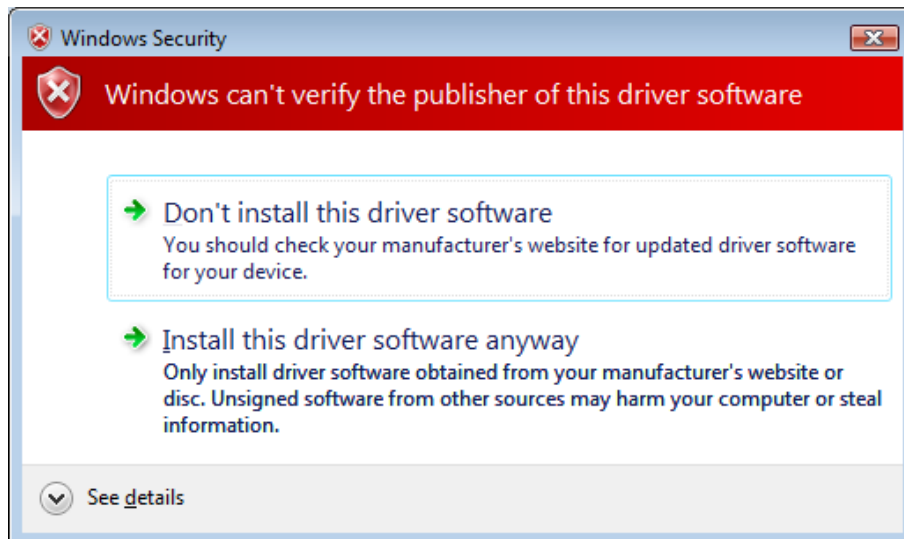 Windows Security
Windows can't verify the publisher of this driver software
Don't install this driver software
You should check your manufacturer's website for updated driver software
for your device.
Install this driver software anyway
Only install driver software obtained from your manufacturer's website or
disc. Unsigned software from other sources may harm your computer or steal
information.
See details